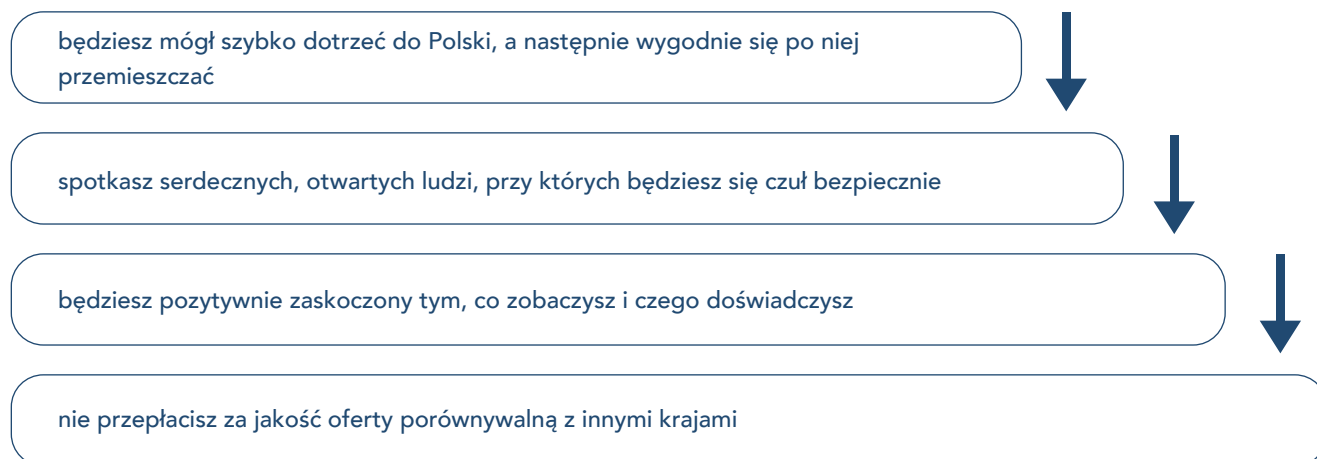 będziesz mógł szybko dotrzeć do Polski, a następnie wygodnie się po niej
przemieszczać
spotkasz serdecznych, otwartych ludzi, przy których będziesz się czuł bezpiecznie
będziesz pozytywnie zaskoczony tym, co zobaczysz i czego doświadczysz
nie przepłacisz za jakość oferty porównywalną z innymi krajami